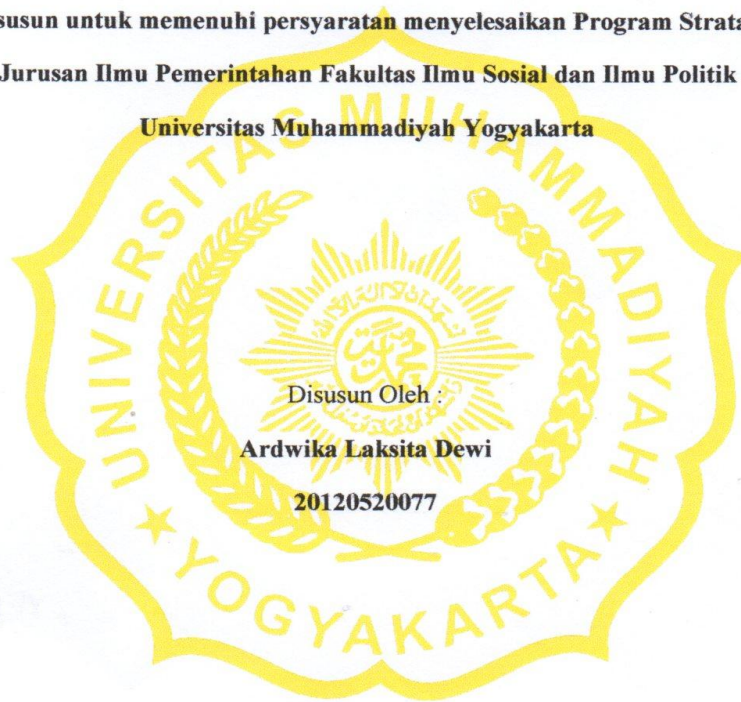 susun untuk memenuhi persyaratan menyelesaikan Program Strata
Jurusan Ilmu Pemerintahan Fakultas Ilmu Sosial dan Ilmu Politik
Universitas Muhammadiyah Yogyakarta
UNIVERSITAS MUHAMMADIYAH
Disusun Oleh :
Ardwika Laksita Dewi
20120520077
YOGYAKARTA